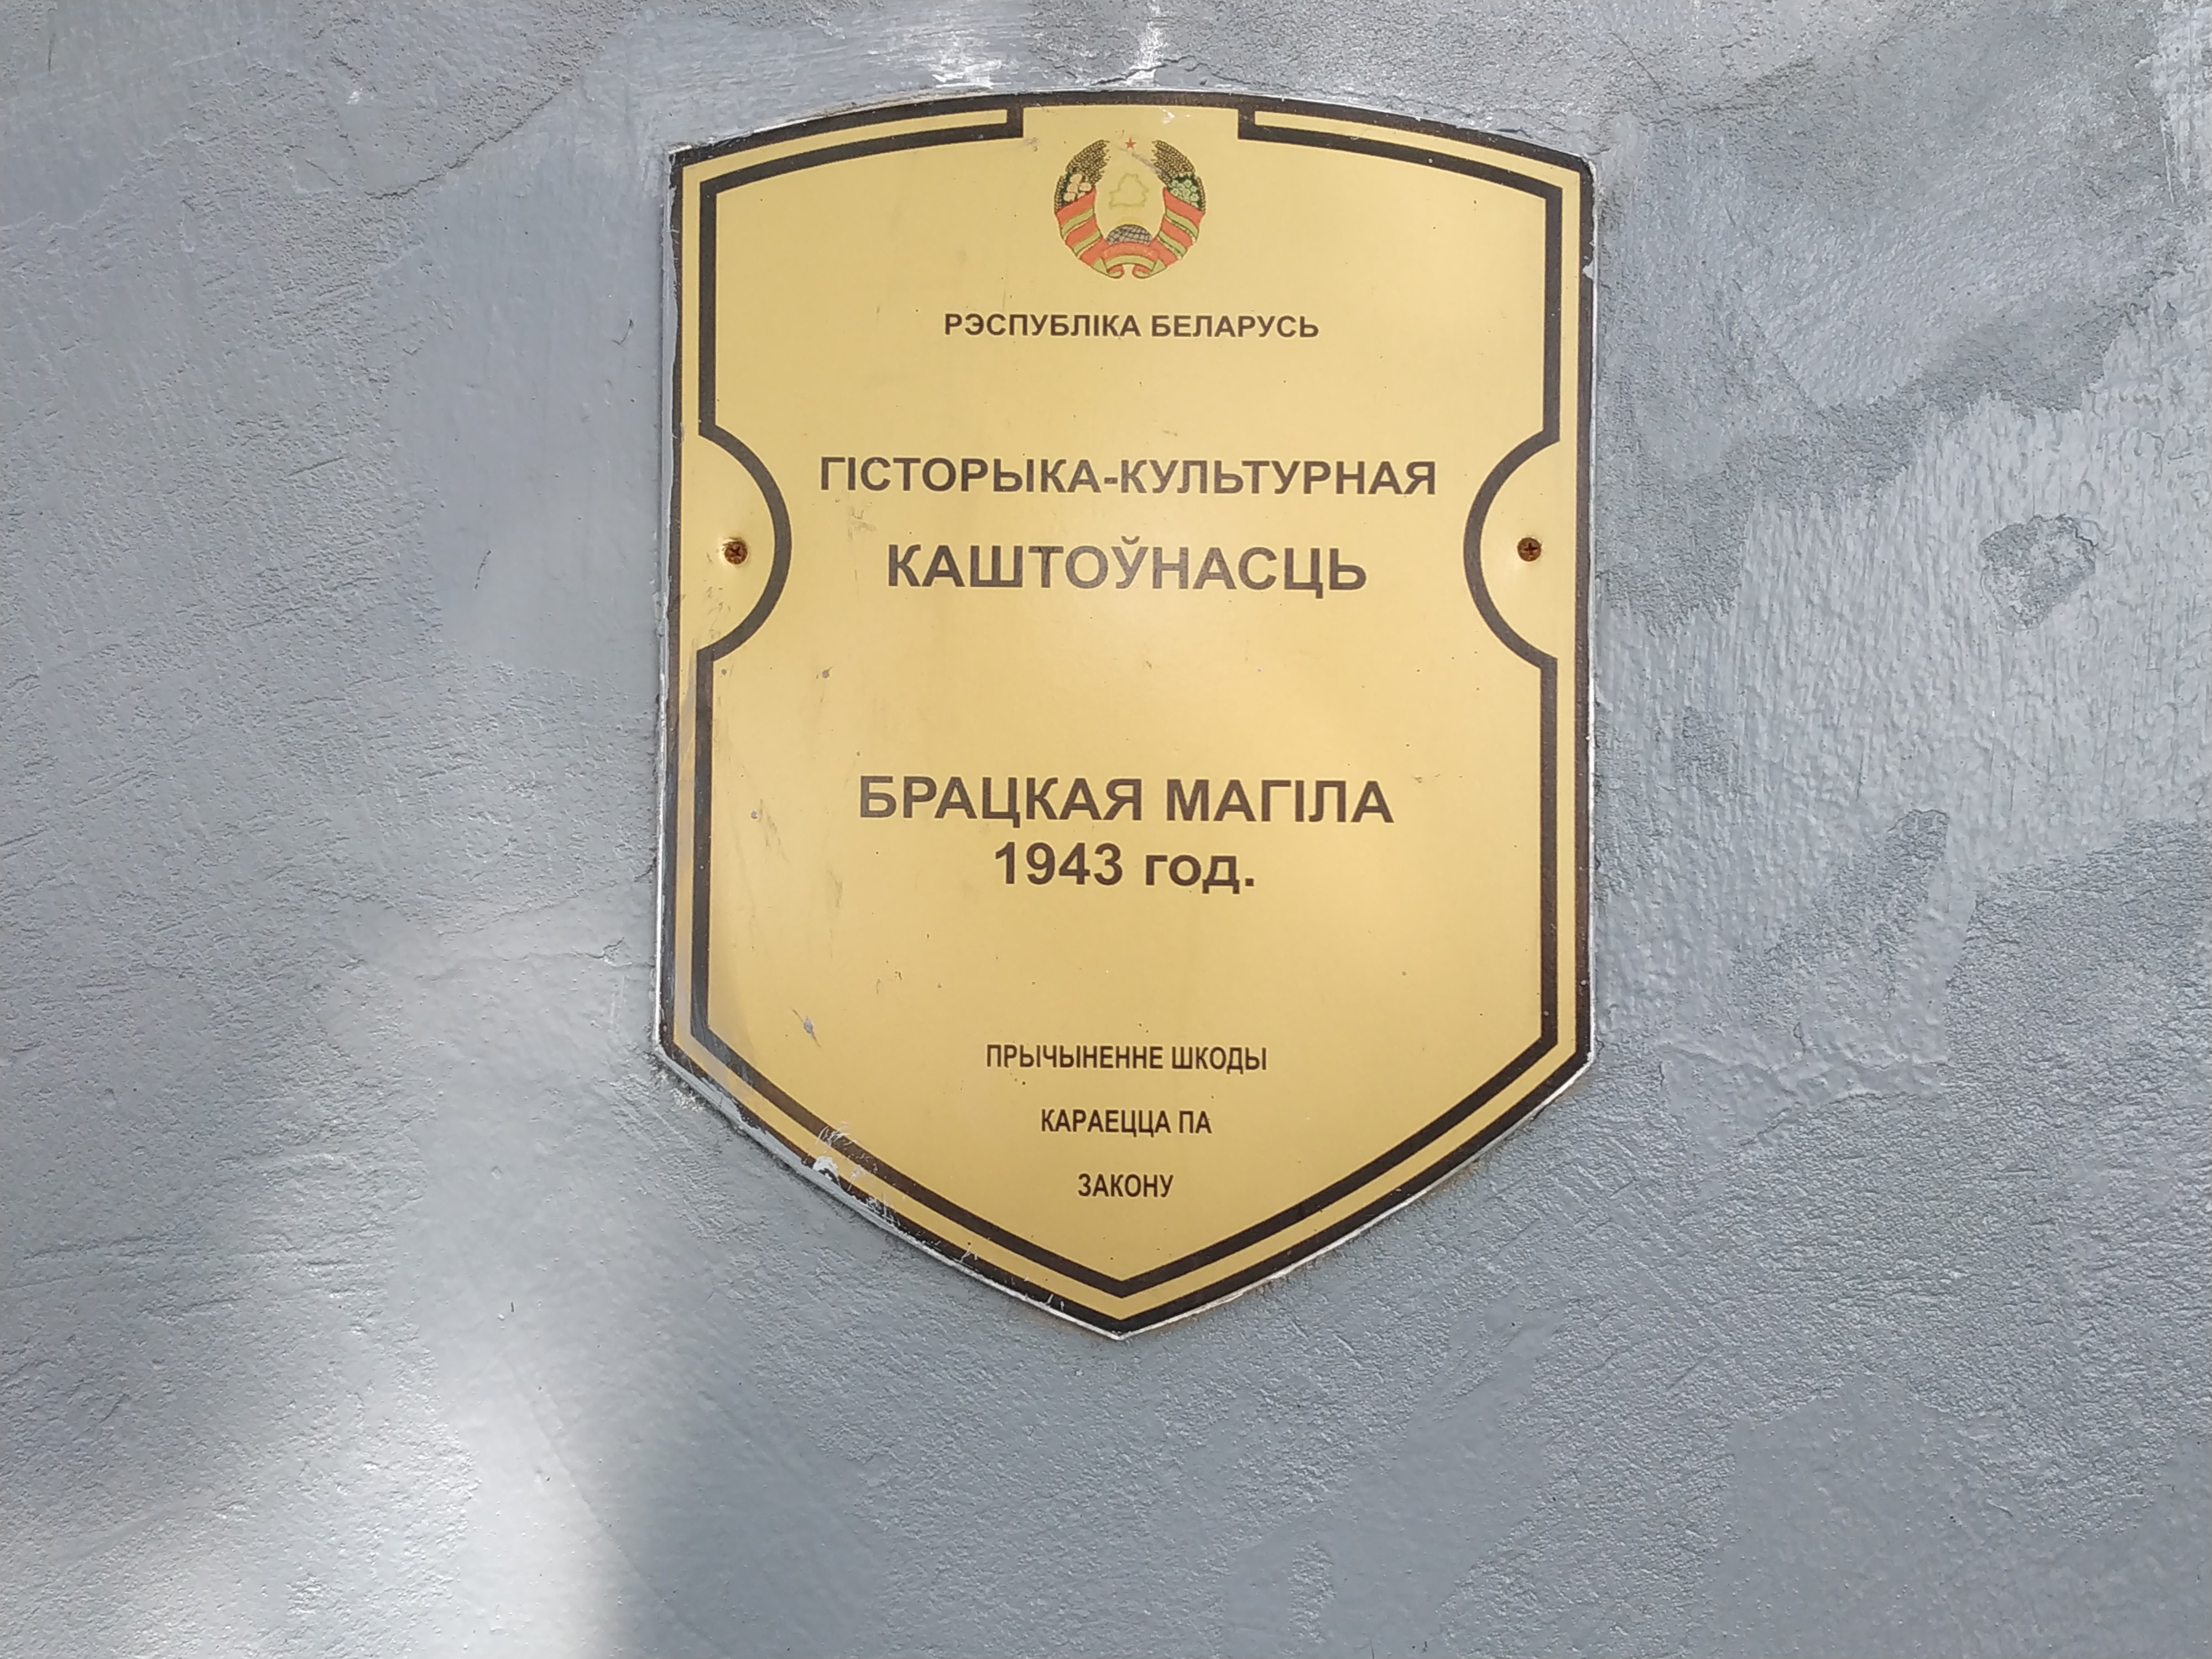 РЭСПУБЛІКА БЕЛАРУСЬ
ГІСТОРЫКА-КУЛЬТУРНАЯ
КАШТОЎНАСЦЬ
БРАЦКАЯ МАГІЛА
1943 год.
ПРЫЧЫНЕННЕ ШКОДЫ
КАРАЕЦЦА ПА
ЗАКОНУ